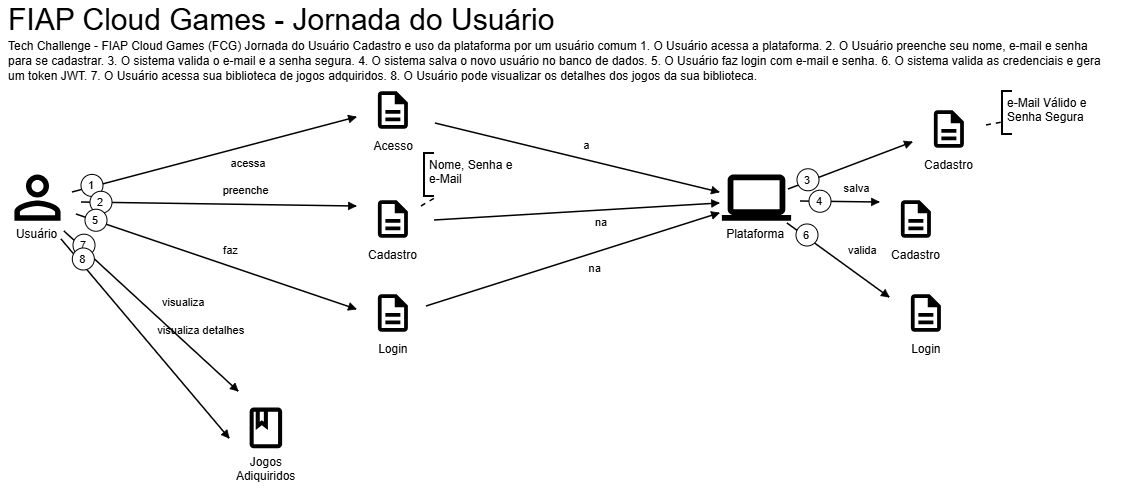 FIAP Cloud Games - Jornada do Usuário
Tech Challenge - FIAP Cloud Games (FCG) Jornada do Usuário Cadastro e uso da plataforma por um usuário comum 1. O Usuário acessa a plataforma. 2. O Usuário preenche seu nome, e-mail e senha
para se cadastrar. 3. O sistema valida o e-mail e a senha segura. 4. O sistema salva o novo usuário no banco de dados. 5. O Usuário faz login com e-mail e senha. 6. O sistema valida as credenciais e gera
um token JWT. 7. O Usuário acessa sua biblioteca de jogos adquiridos. 8. O Usuário pode visualizar os detalhes dos jogos da sua biblioteca.
e-Mail Válido e
Senha Segura
Acesso
a
Cadastro
acessa
Nome, Senha e
e-Mail
1
3
preenche
salva
2
4
5
Usuário
Plataforma
6
Cadastro
na
Cadastro
faz
valida
7
8
na
visualiza
visualiza detalhes
Login
Login
Jogos
Adiquiridos